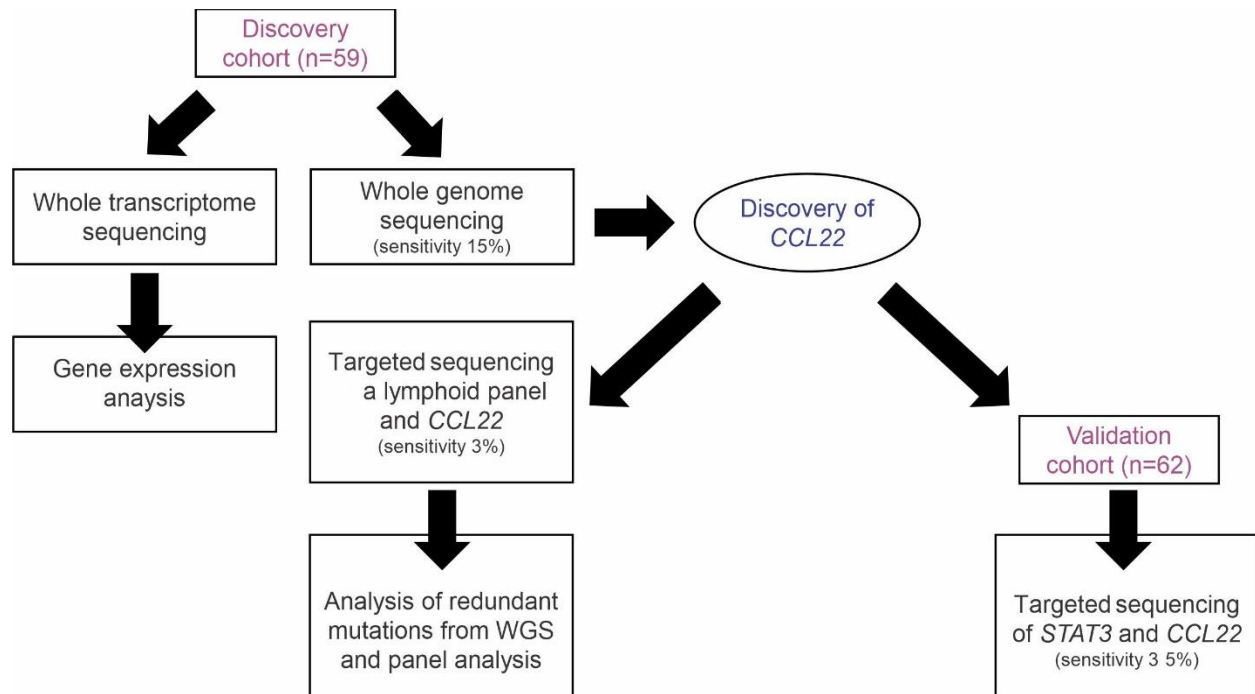 Discovery
cohort (n=59)
Whole transcriptome
sequencing
Whole genome
sequencing
(sensitivity 15%)
Discovery of
CCL22
Gene expression
anaysis
Targeted sequencing
a lymphoid panel
and CCL22
(sensitivity 3%)
Validation
cohort (n=62)
Analysis of redundant
mutations from WGS
and panel analysis
Targeted sequencing
of STAT3 and CCL22
(sensitivity 3 5%)